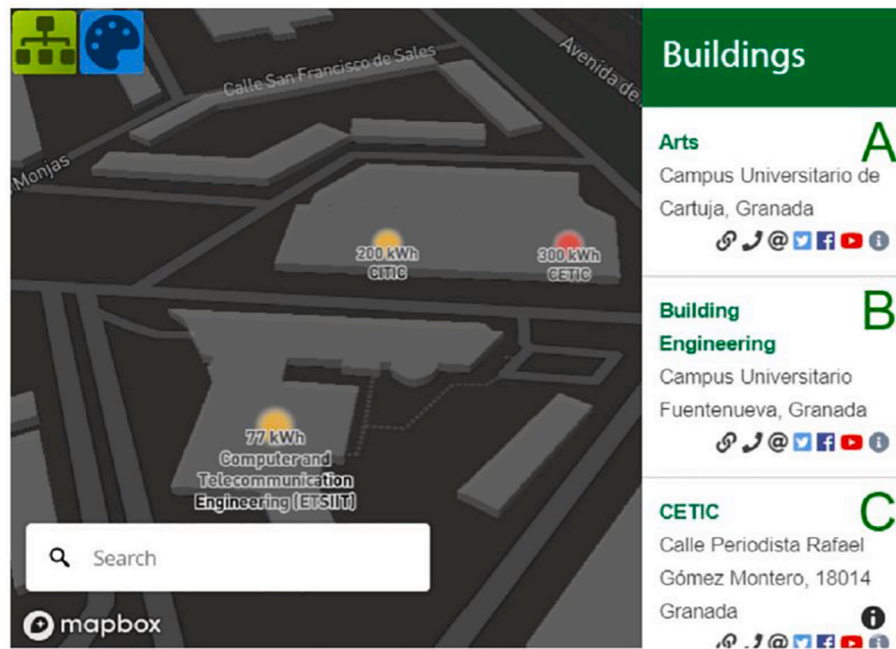 Calle San Francisco de Sales
Avenida de
Monjas
200 kWh
CITIC
300 kWh
CETIC
77 kWh
Computer and
Telecommunication
Engineering (ETSIIT)
Search
mapbox
Buildings
A
Arts
Campus Universitario de
Cartuja, Granada
B
Building
Engineering
Campus Universitario
Fuentenueva, Granada
C
CETIC
Calle Periodista Rafael
Gómez Montero, 18014
Granada